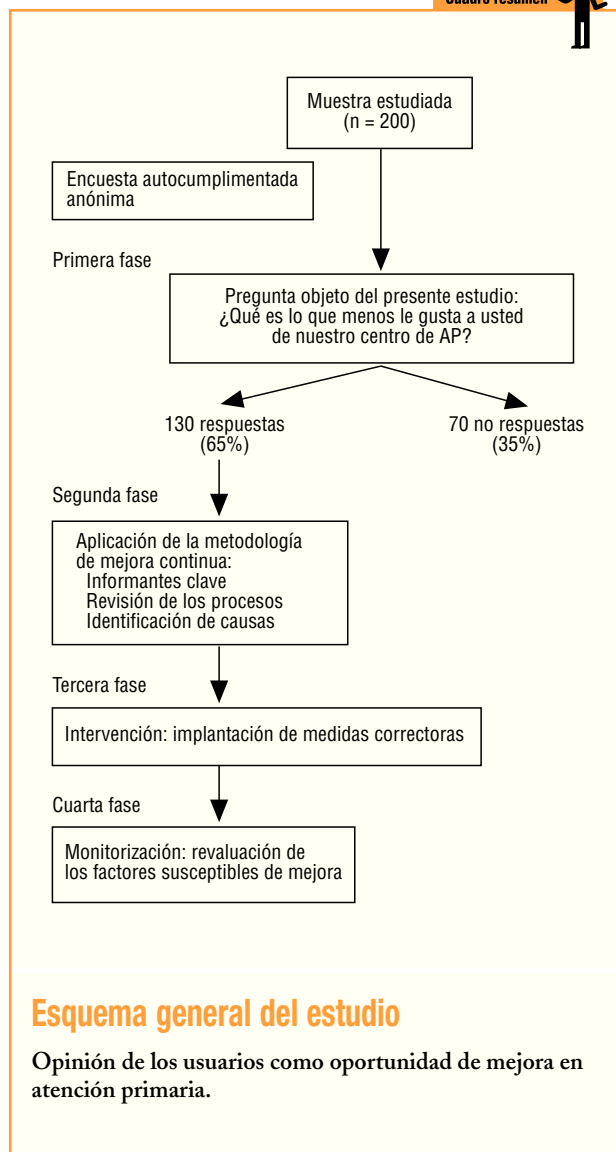 Cuadro resumen
Muestra estudiada
(n = 200)
Encuesta autocumplimentada
anónima
Primera fase
Pregunta objeto del presente estudio:
¿Qué es lo que menos le gusta a usted
de nuestro centro de AP?
130 respuestas
(65%)
70 no respuestas
(35%)
Segunda fase
Aplicación de la metodología
de mejora continua:
Informantes clave
Revisión de los procesos
Identificación de causas
Tercera fase
Intervención: implantación de medidas correctoras
Cuarta fase
Monitorización: revaluación de
los factores susceptibles de mejora
Esquema general del estudio
Opinión de los usuarios como oportunidad de mejora en
atención primaria.